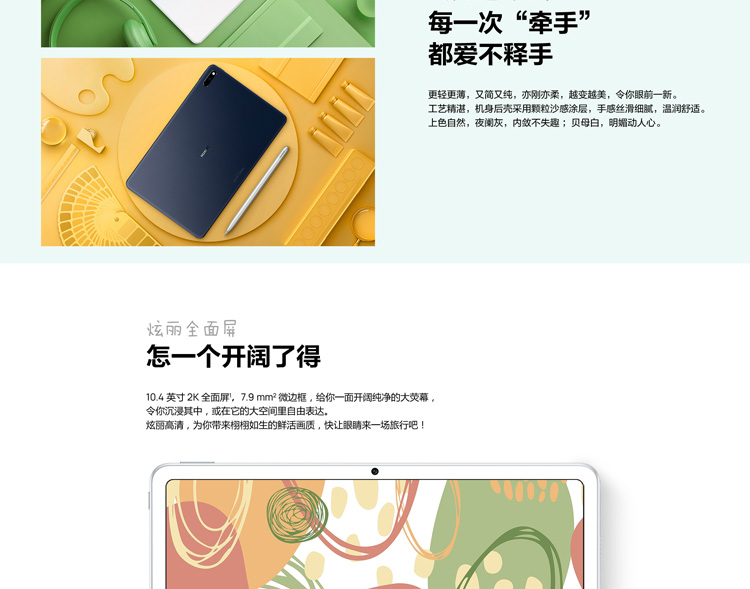 每一次“牵手”
都爱不释手
更轻更薄，又简又纯，亦刚亦柔，越变越美，令你眼前一新。
工艺精湛，机身后壳采用颗粒沙感涂层，手感丝滑细腻，温润舒适。
上色自然，夜阑灰，内敛不失趣；贝母白，明媚动人心。
炫丽全面屏
怎一个开阔了得
10.4 英寸 2K 全面屏¹，7.9 mm² 微边框，给你一面开阔纯净的大荧幕，
令你沉浸其中，或在它的大空间里自由表达。
炫丽高清，为你带来栩栩如生的鲜活画质，快让眼睛来一场旅行吧！